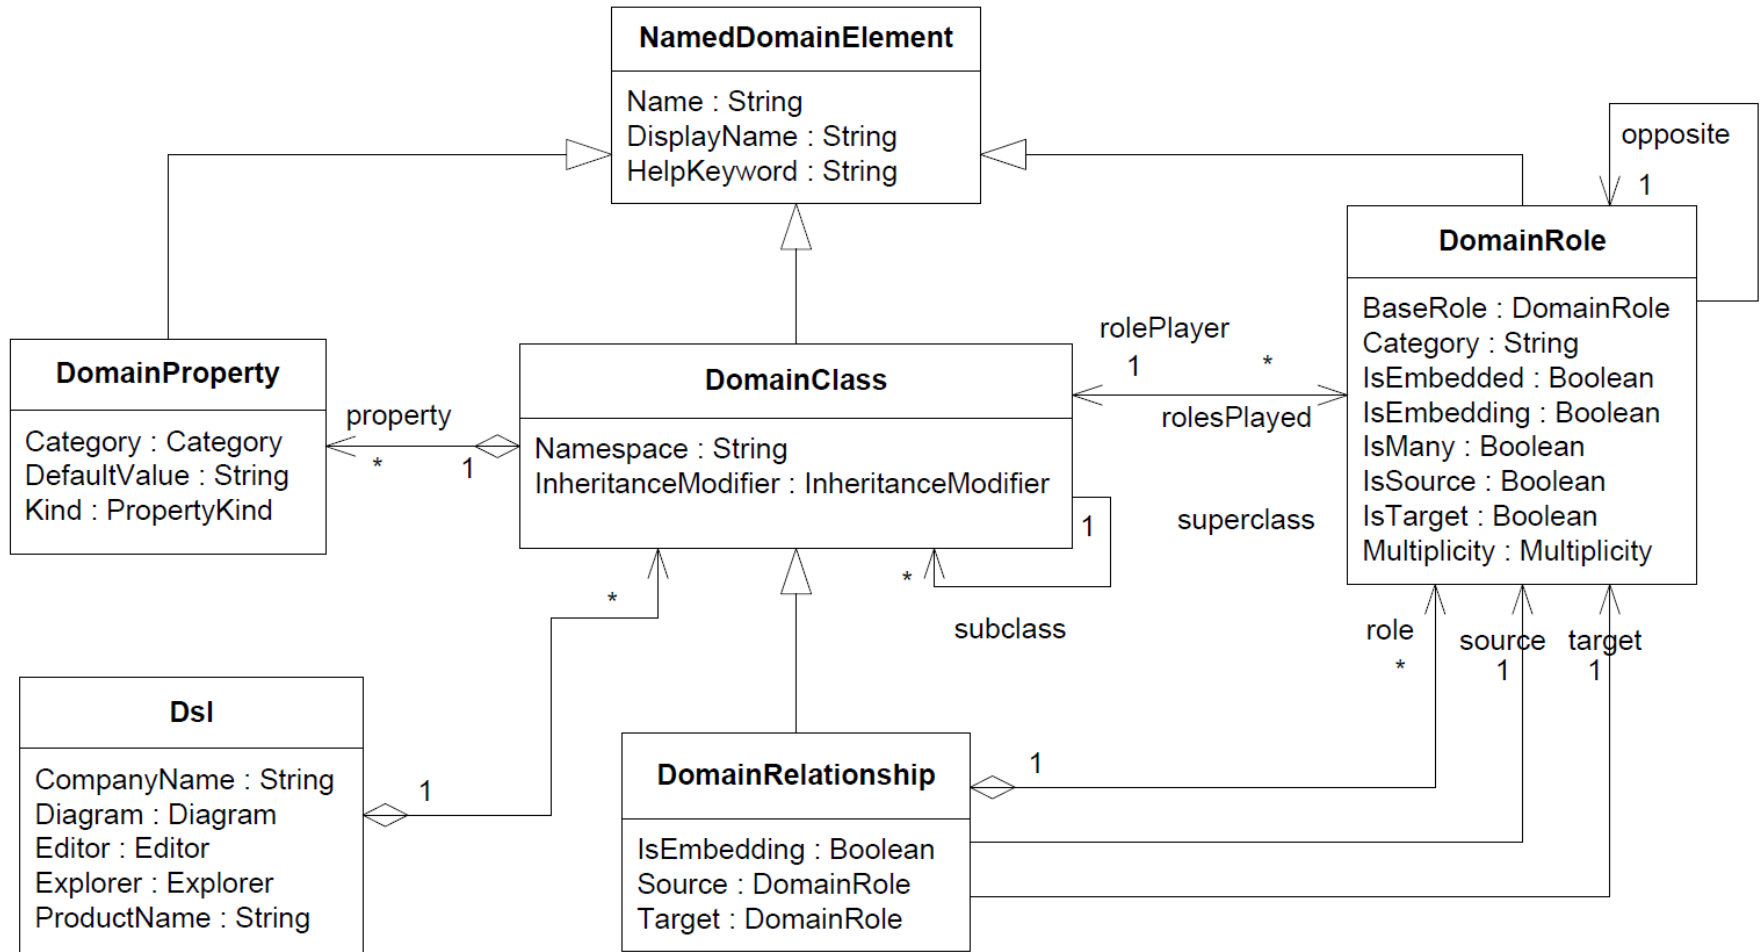 NamedDomainElement
Name : String
DisplayName : String
HelpKeyword : String
opposite
1
DomainRole
BaseRole : DomainRole
Category : String
IsEmbedded : Boolean
IsEmbedding : Boolean
IsMany : Boolean
IsSource : Boolean
IsTarget : Boolean
Multiplicity : Multiplicity
DomainProperty
Category : Category
DefaultValue : String
Kind : PropertyKind
property
* 1
DomainClass
Namespace : String
InheritanceModifier : InheritanceModifier
rolePlayer
1 *
rolesPlayed
1
superclass
*
subclass
*
role
*
source
1
target
1
Dsl
CompanyName : String
Diagram : Diagram
Editor : Editor
Explorer : Explorer
ProductName : String
1
DomainRelationship
IsEmbedding : Boolean
Source : DomainRole
Target : DomainRole
1